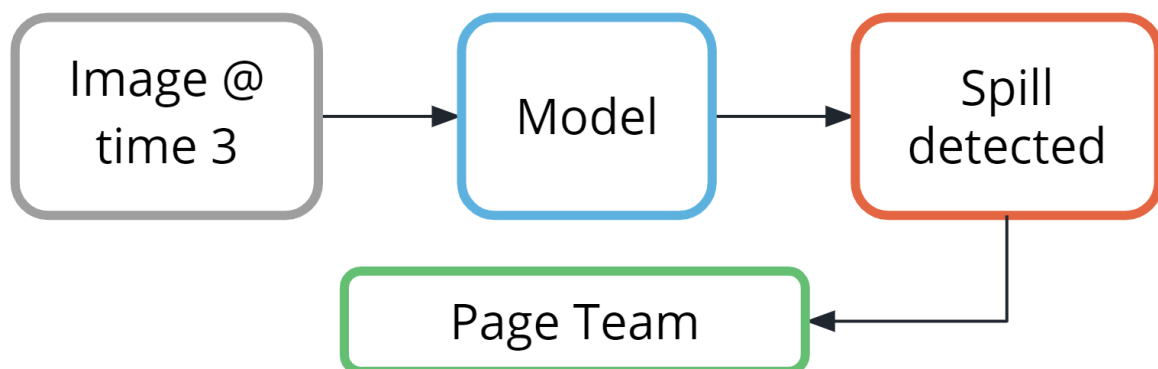 Image @
time 3
Model
Spill
detected
Page Team